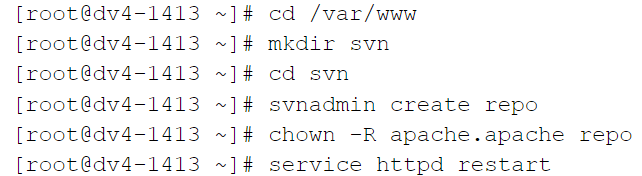 [root@dv4-1413 ~]# cd /var/www
[root@dv4-1413 ~]# mkdir svn
[root@dv4-1413 ~]# cd svn
[root@dv4-1413 ~]# svnadmin create repo
[root@dv4-1413 ~]# chown -R apache.apache repo
[root@dv4-1413 ~]# service httpd restart